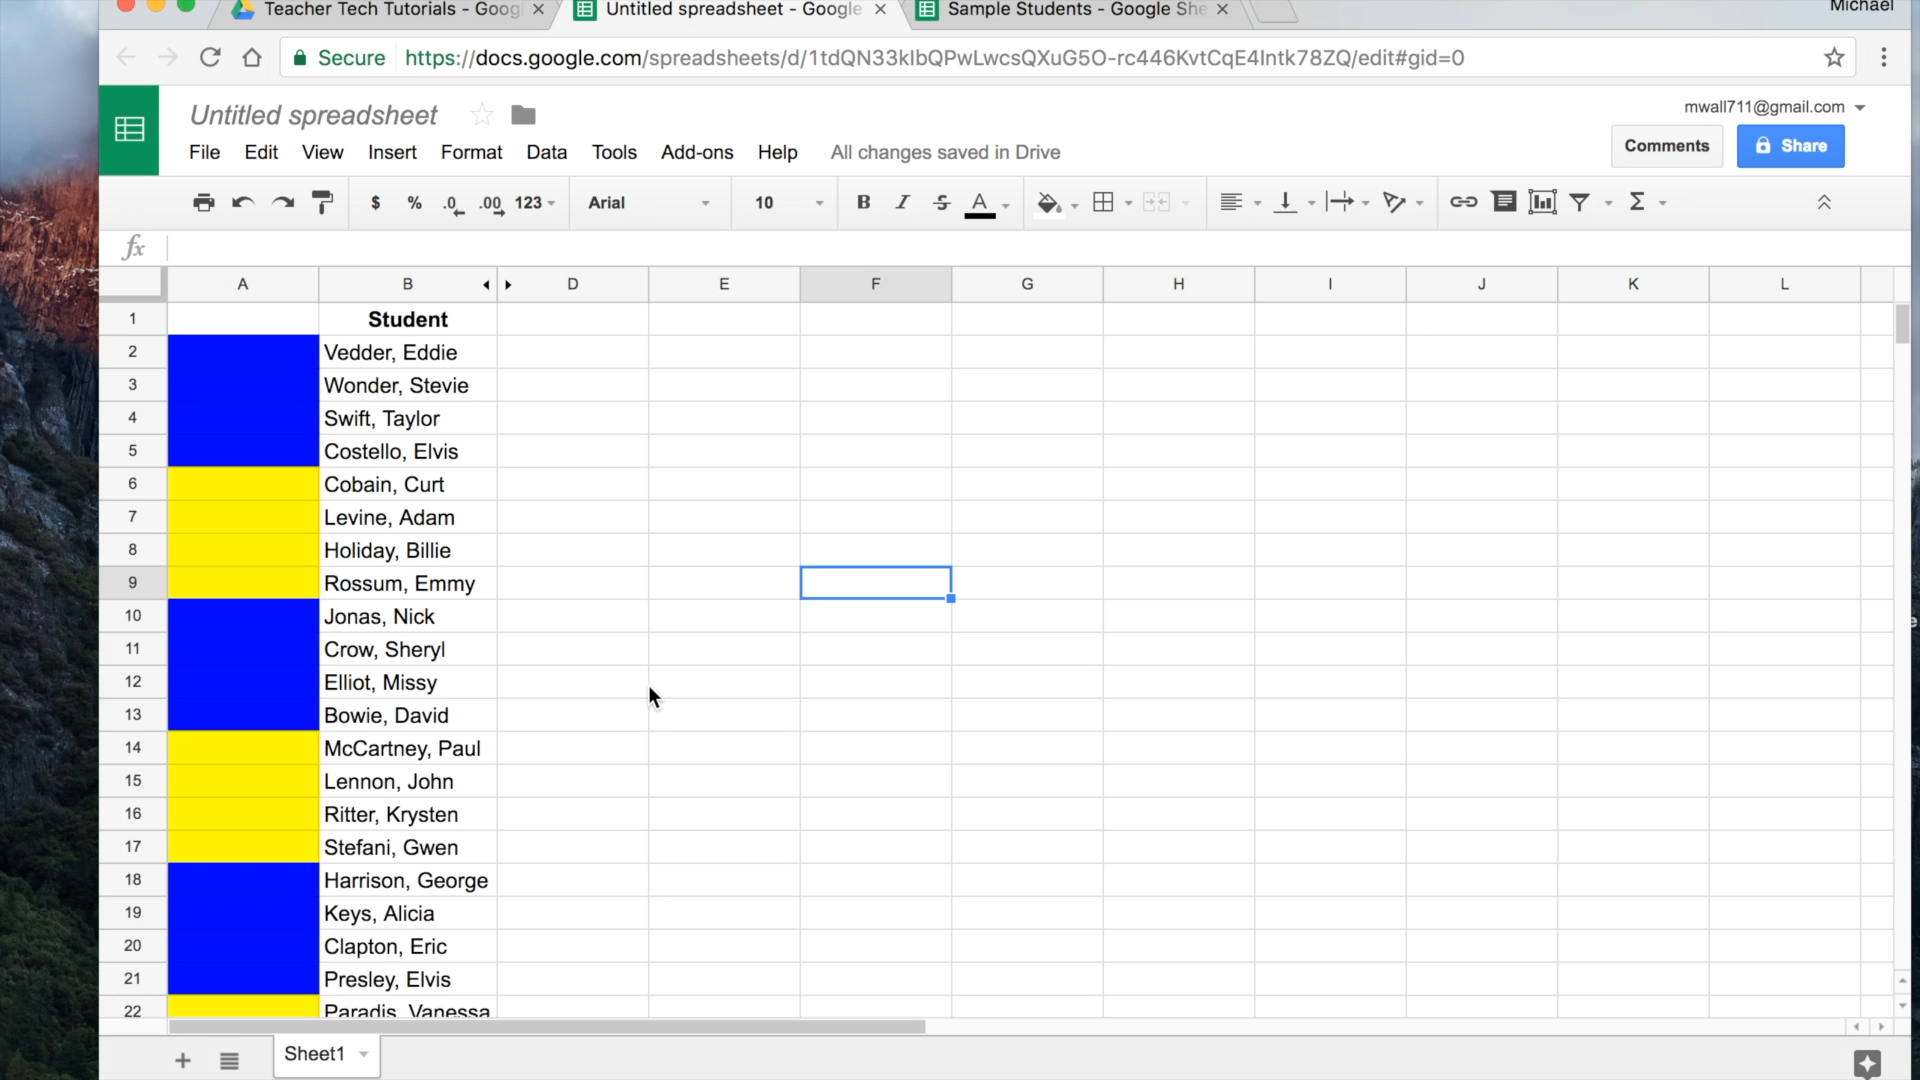 Michael
Teacher Tech Tutorials - Googl
Untitled spreadsheet - Google
Sample Students - Google She
Secure https://docs.google.com/spreadsheets/d/1tdQN33kIbQPwLwcsQXuG5O-rc446KvtCqE4Intk78ZQ/edit#gid=0
Untitled spreadsheet
mwall711@gmail.com
File Edit View Insert Format Data Tools Add-ons Help All changes saved in Drive
Comments Share
$ % .0 .00 123 Arial 10 B I S A Σ
fx
A B D E F G H I J K L
1 Student
2 Vedder, Eddie
3 Wonder, Stevie
4 Swift, Taylor
5 Costello, Elvis
6 Cobain, Curt
7 Levine, Adam
8 Holiday, Billie
9 Rossum, Emmy
10 Jonas, Nick
11 Crow, Sheryl
12 Elliot, Missy
13 Bowie, David
14 McCartney, Paul
15 Lennon, John
16 Ritter, Krysten
17 Stefani, Gwen
18 Harrison, George
19 Keys, Alicia
20 Clapton, Eric
21 Presley, Elvis
22 Paradis, Vanessa
Sheet1